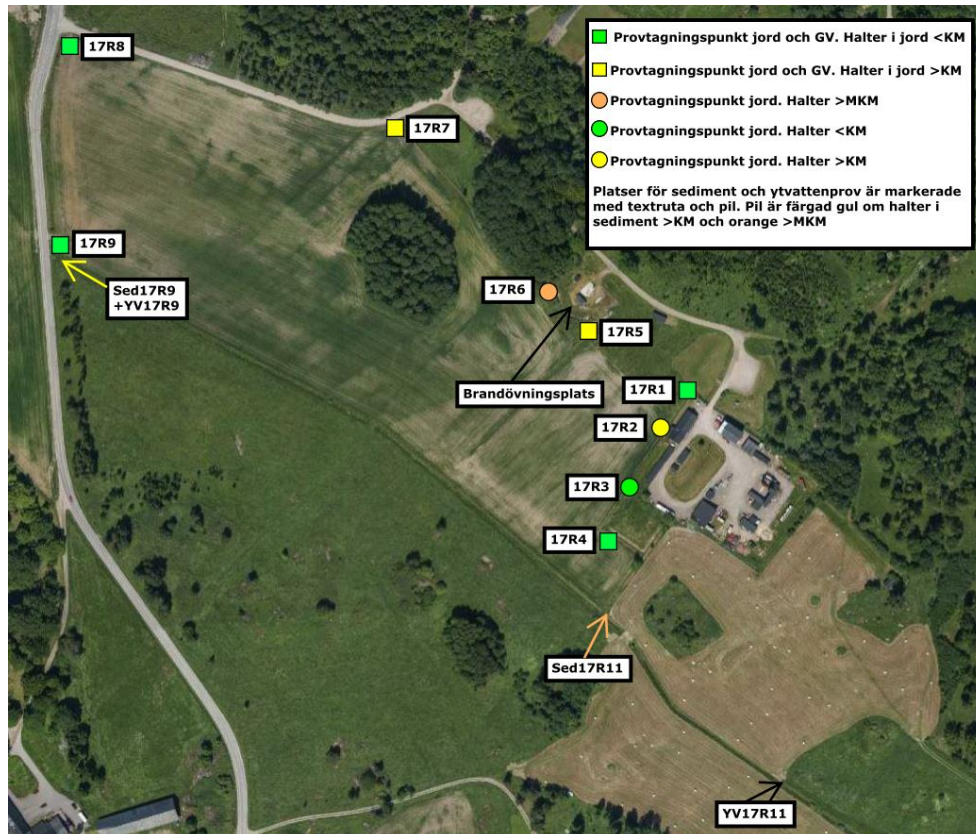 Provtagningspunkt jord och GV. Halter i jord <KM
Provtagningspunkt jord och GV. Halter i jord >KM
Provtagningspunkt jord. Halter >MKM
Provtagningspunkt jord. Halter <KM
Provtagningspunkt jord. Halter >KM
Platser för sediment och ytvattenprov är markerade
med textruta och pil. Pil är färgad gul om halter i
sediment >KM och orange >MKM
17R8
17R7
17R9
Sed17R9
+YV17R9
17R6
17R5
Brandövningsplats
17R1
17R2
17R3
17R4
Sed17R11
YV17R11